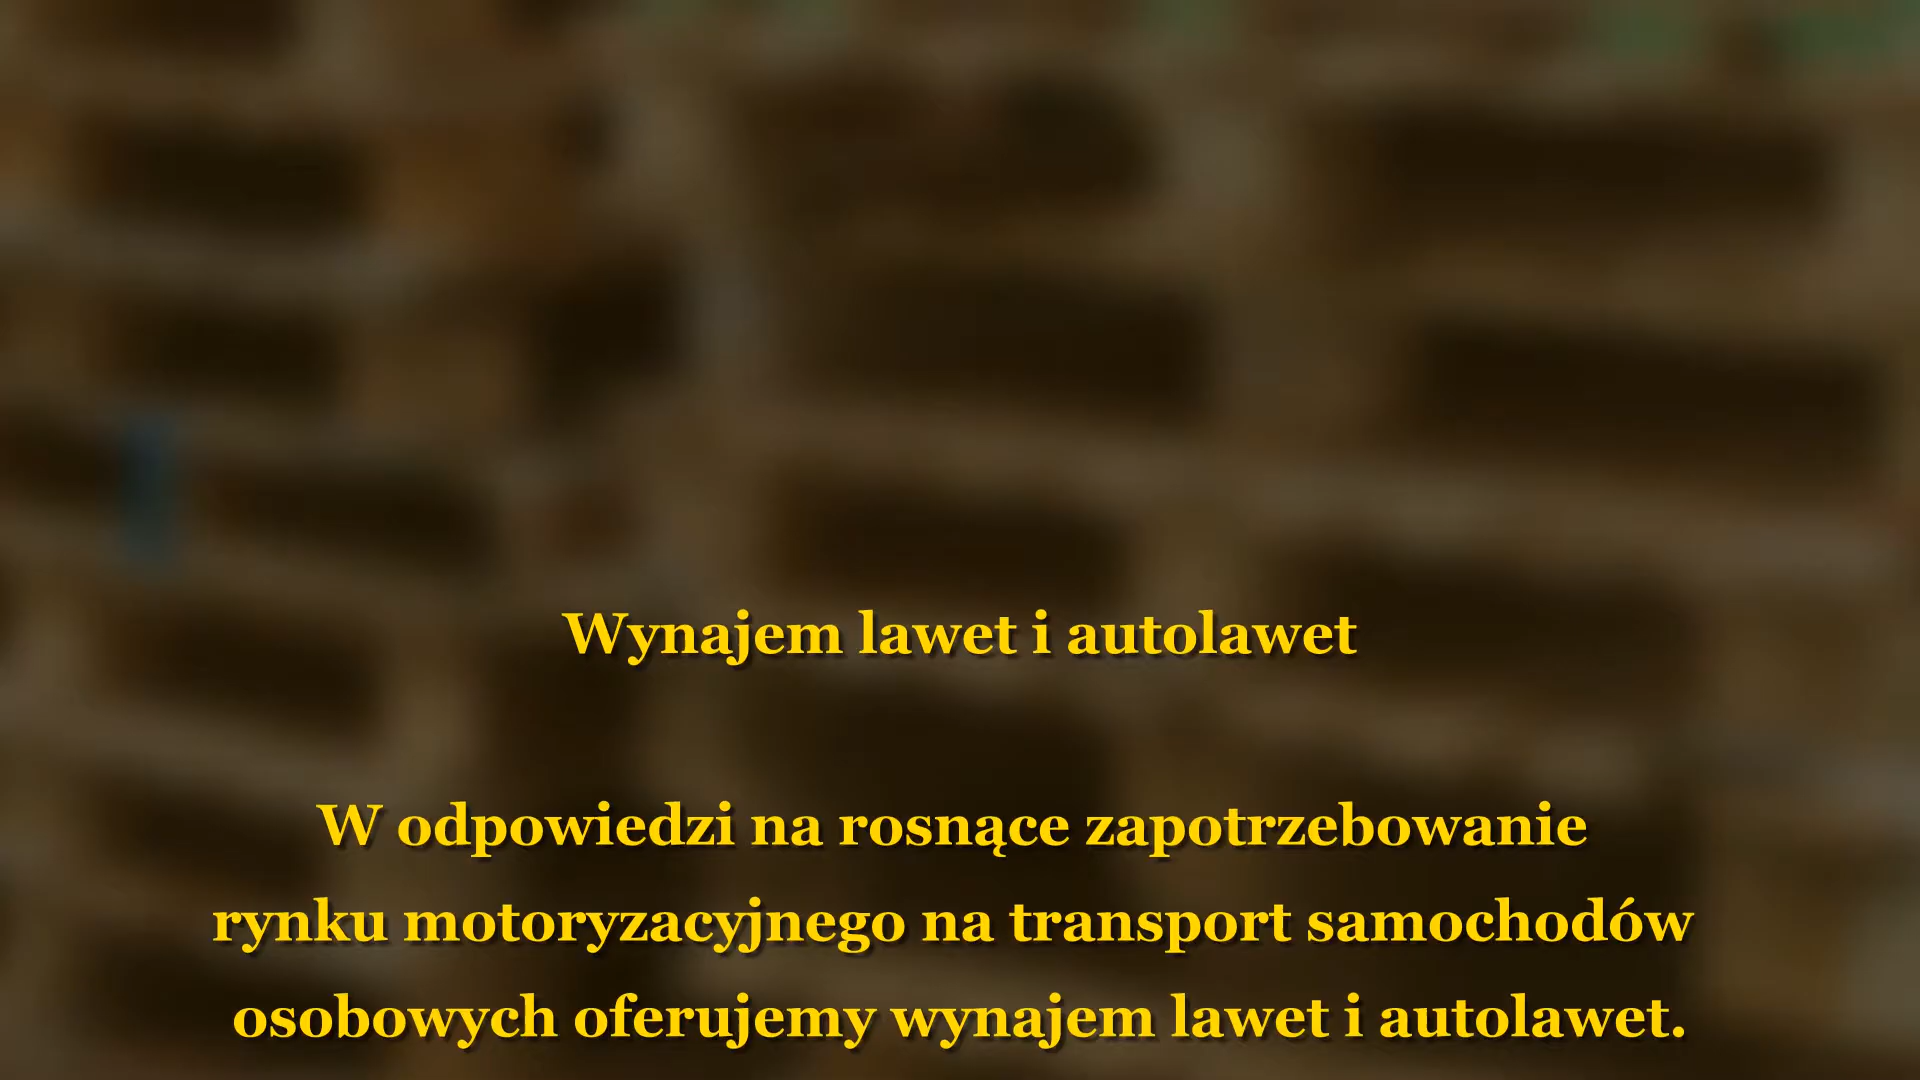 Wynajem lawet i autolawet
W odpowiedzi na rosnące zapotrzebowanie
rynku motoryzacyjnego na transport samochodów
osobowych oferujemy wynajem lawet i autolawet.